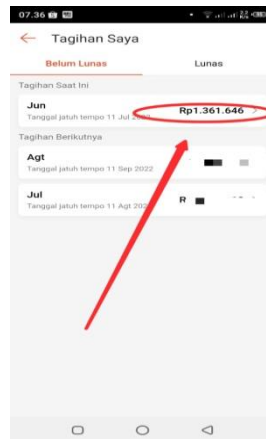 07.36
Tagihan Saya
Belum Lunas
Lunas
Tagihan Saat Ini
Jun
Rp1.361.646
Tanggal jatuh tempo 11 Jul
Tagihan Berikutnya
Agt
Tanggal jatuh tempo 11 Sep 2022
Jul
R
Tanggal jatuh tempo 11 Agt 202